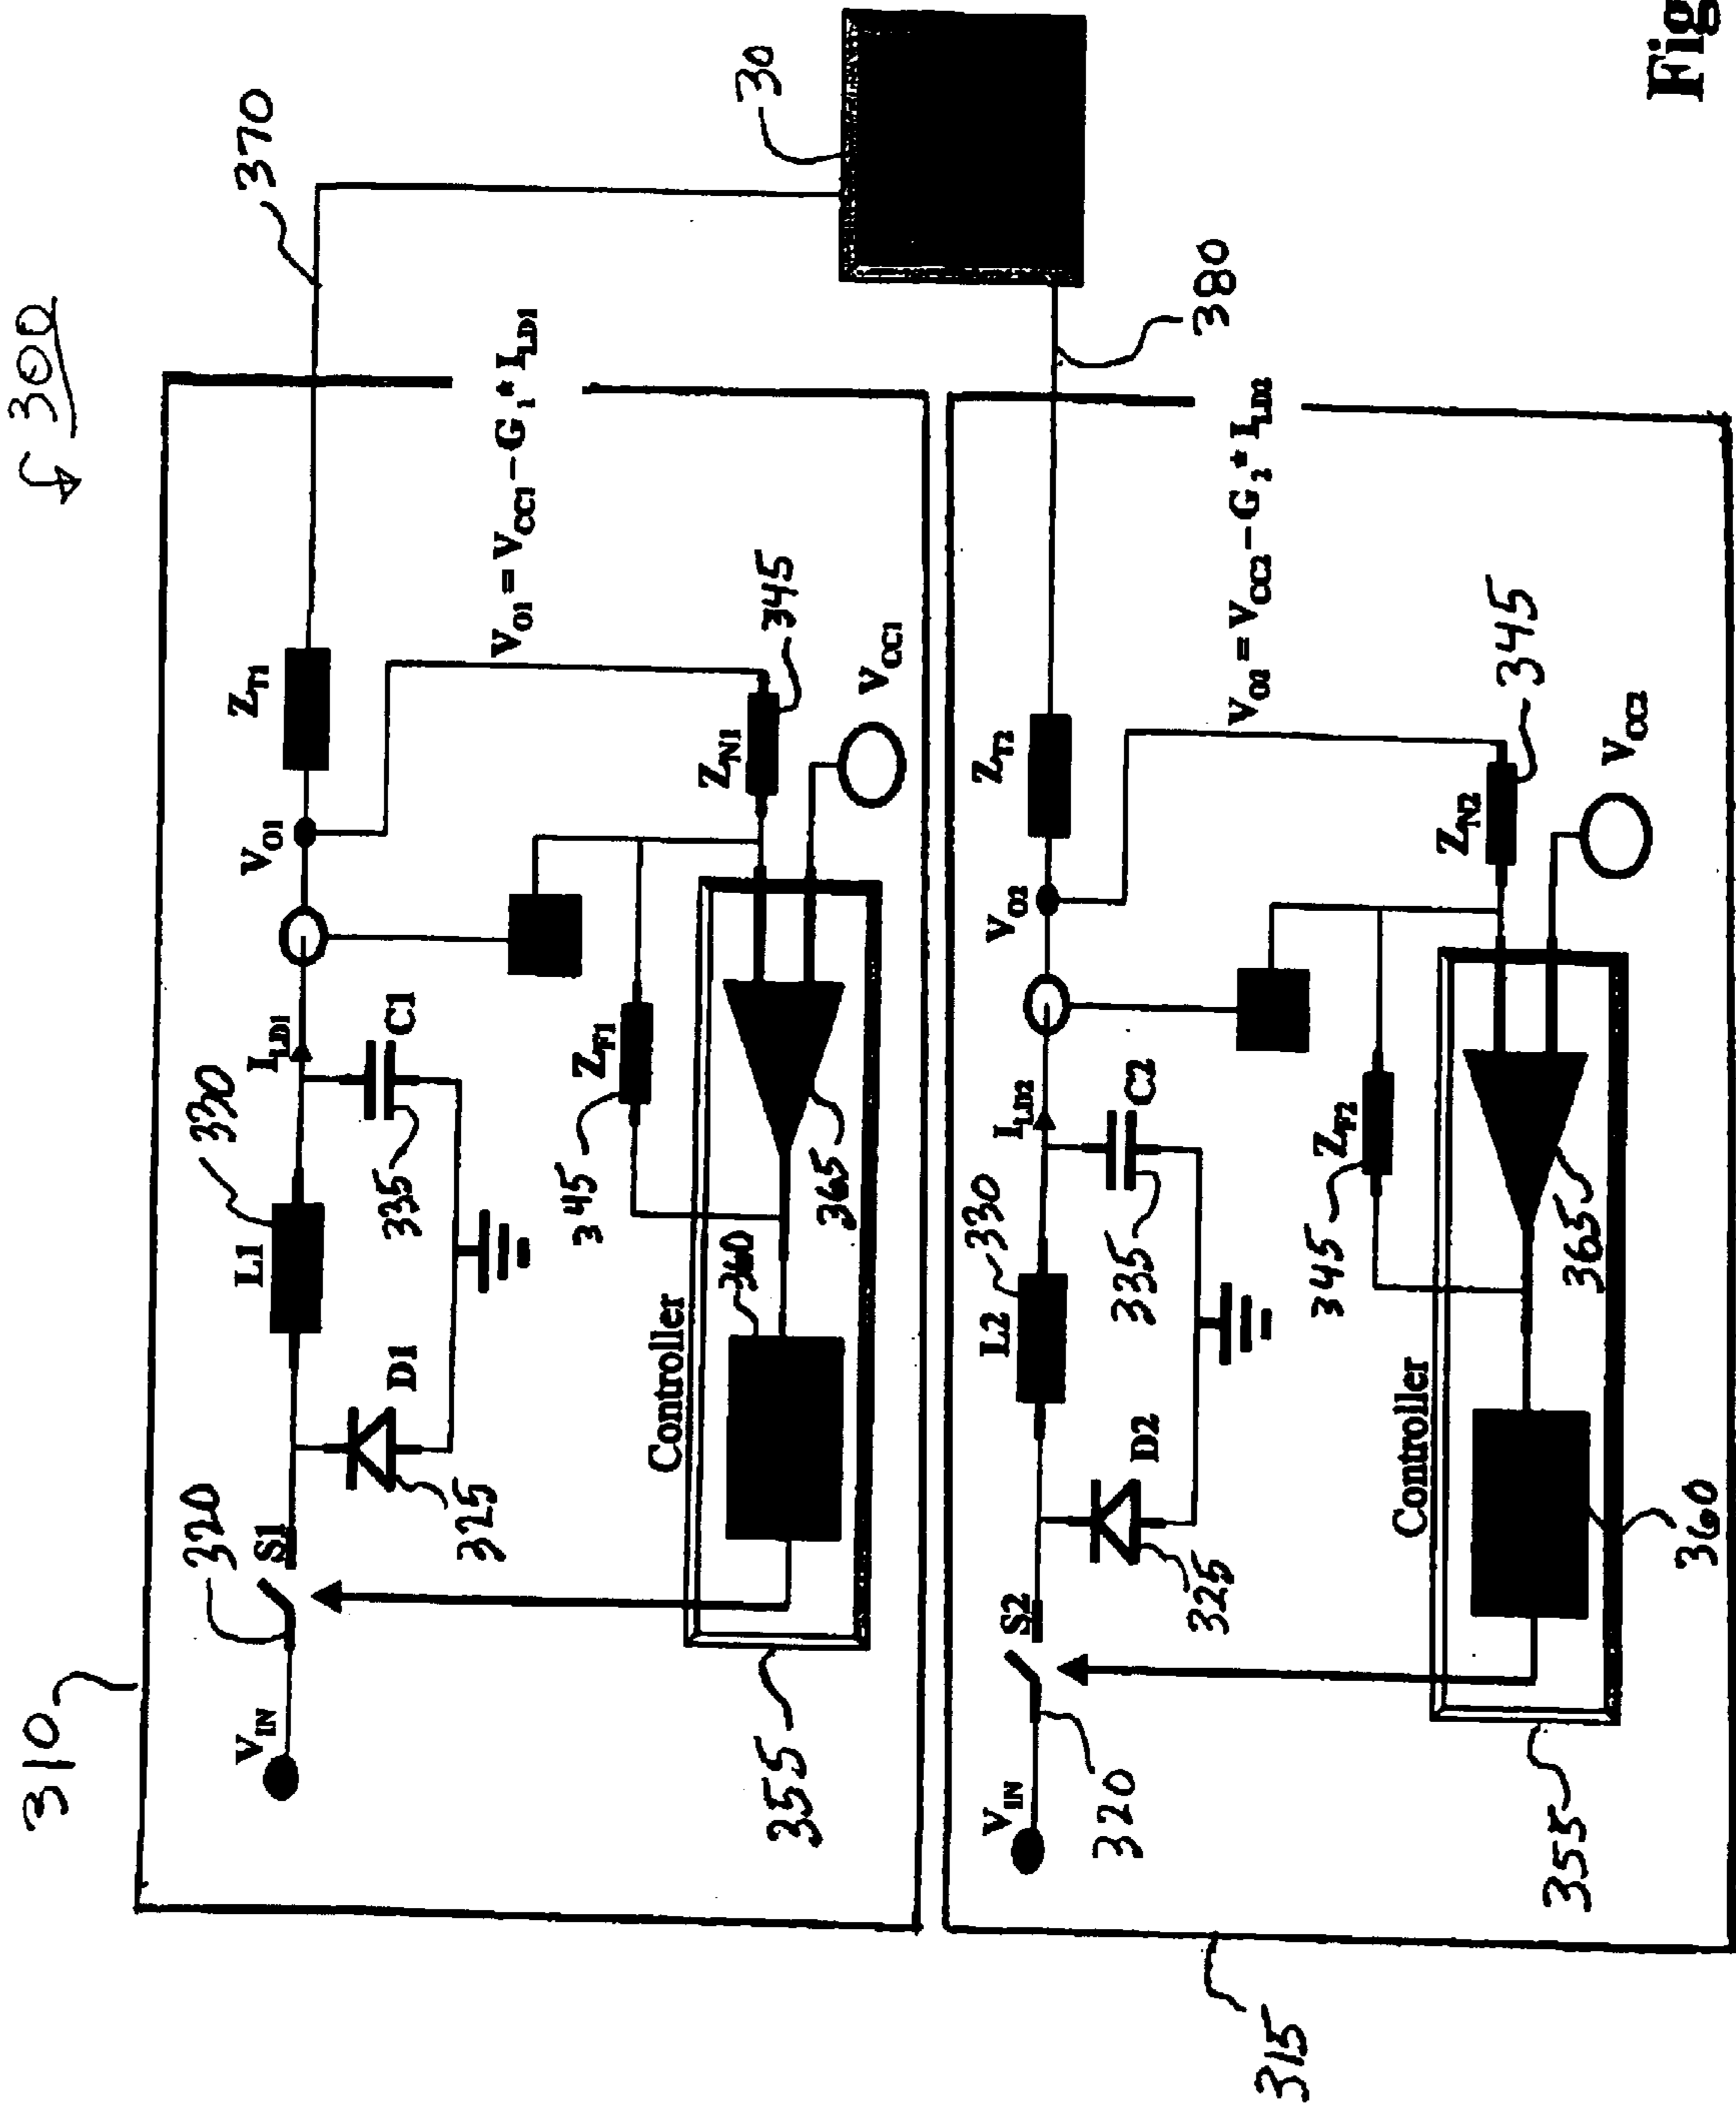 300
310
370
30
V_IN
320
S1
L1
330
I_LD1
V_O1
Z_T1
D1
325
335
C1
V_O1 = V_CC1 - G_1 * I_LD1
Controller
360
345
Z_F1
Z_N1
345
355
365
V_CC1
380
315
V_IN
320
S2
L2
330
I_LD2
V_O2
Z_T2
D2
325
335
C2
V_O2 = V_CC2 - G_2 * I_LD2
Controller
360
345
Z_F2
Z_N2
345
355
365
V_CC2
Fig